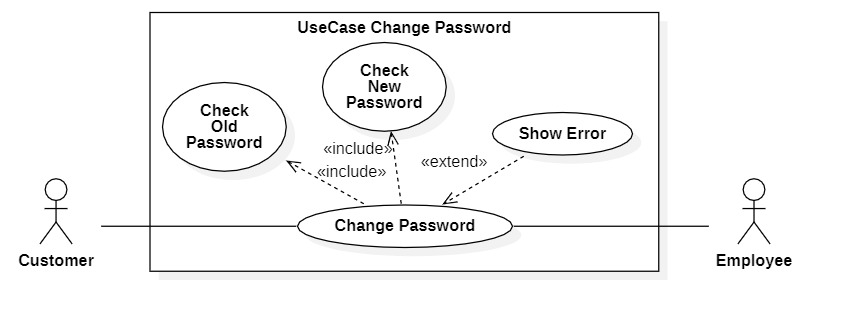 UseCase Change Password
Check
New
Password
Check
Old
Password
Show Error
«include»
«include»
«extend»
Change Password
Customer
Employee